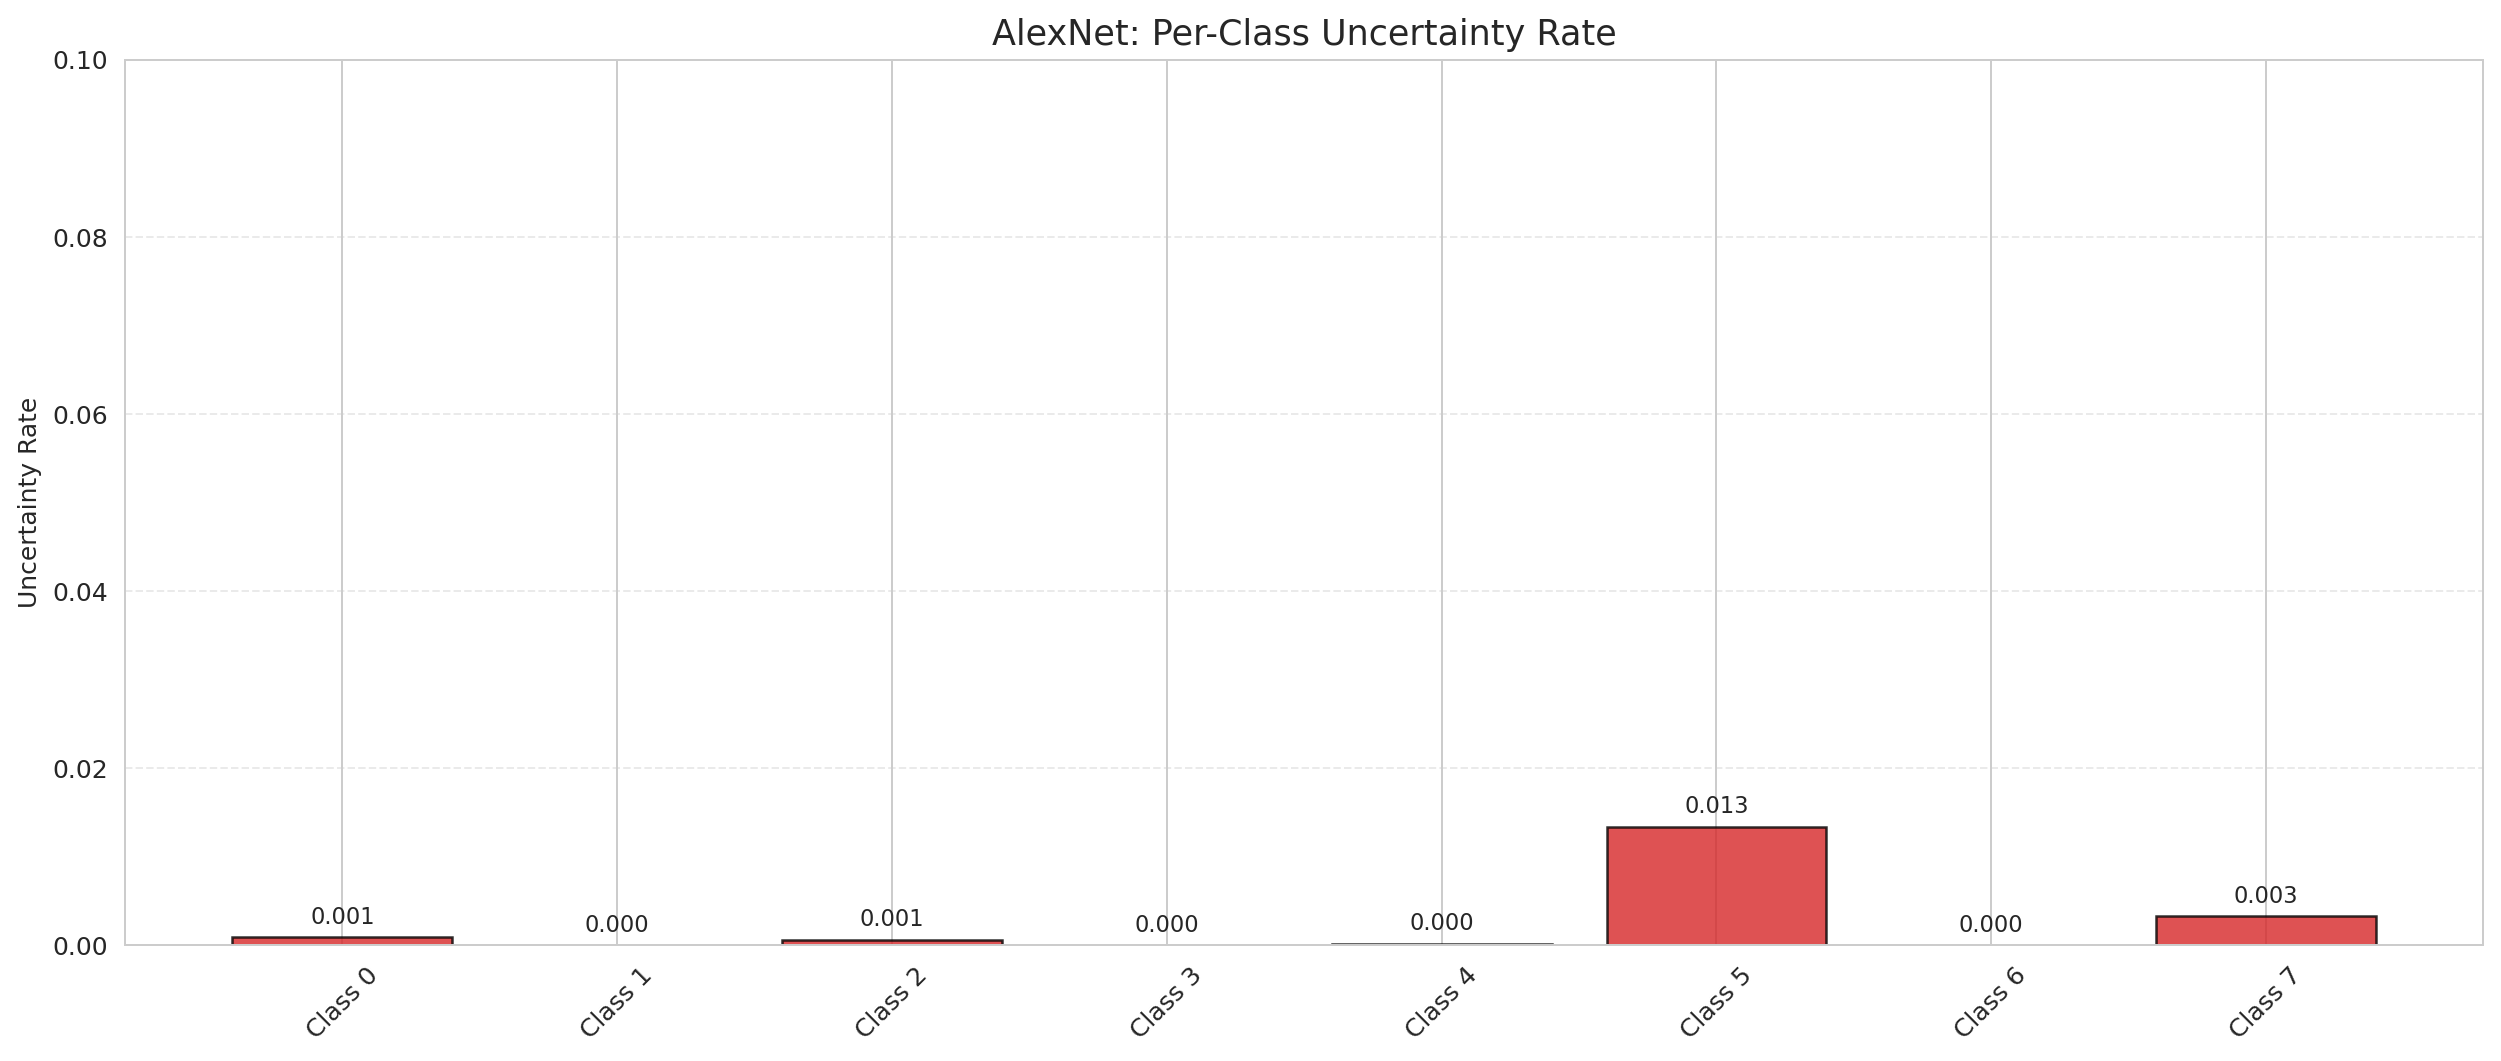 AlexNet: Per-Class Uncertainty Rate
Uncertainty Rate
0.10
0.08
0.06
0.04
0.02
0.00
0.001
0.000
0.001
0.000
0.000
0.013
0.000
0.003
Class 0
Class 1
Class 2
Class 3
Class 4
Class 5
Class 6
Class 7